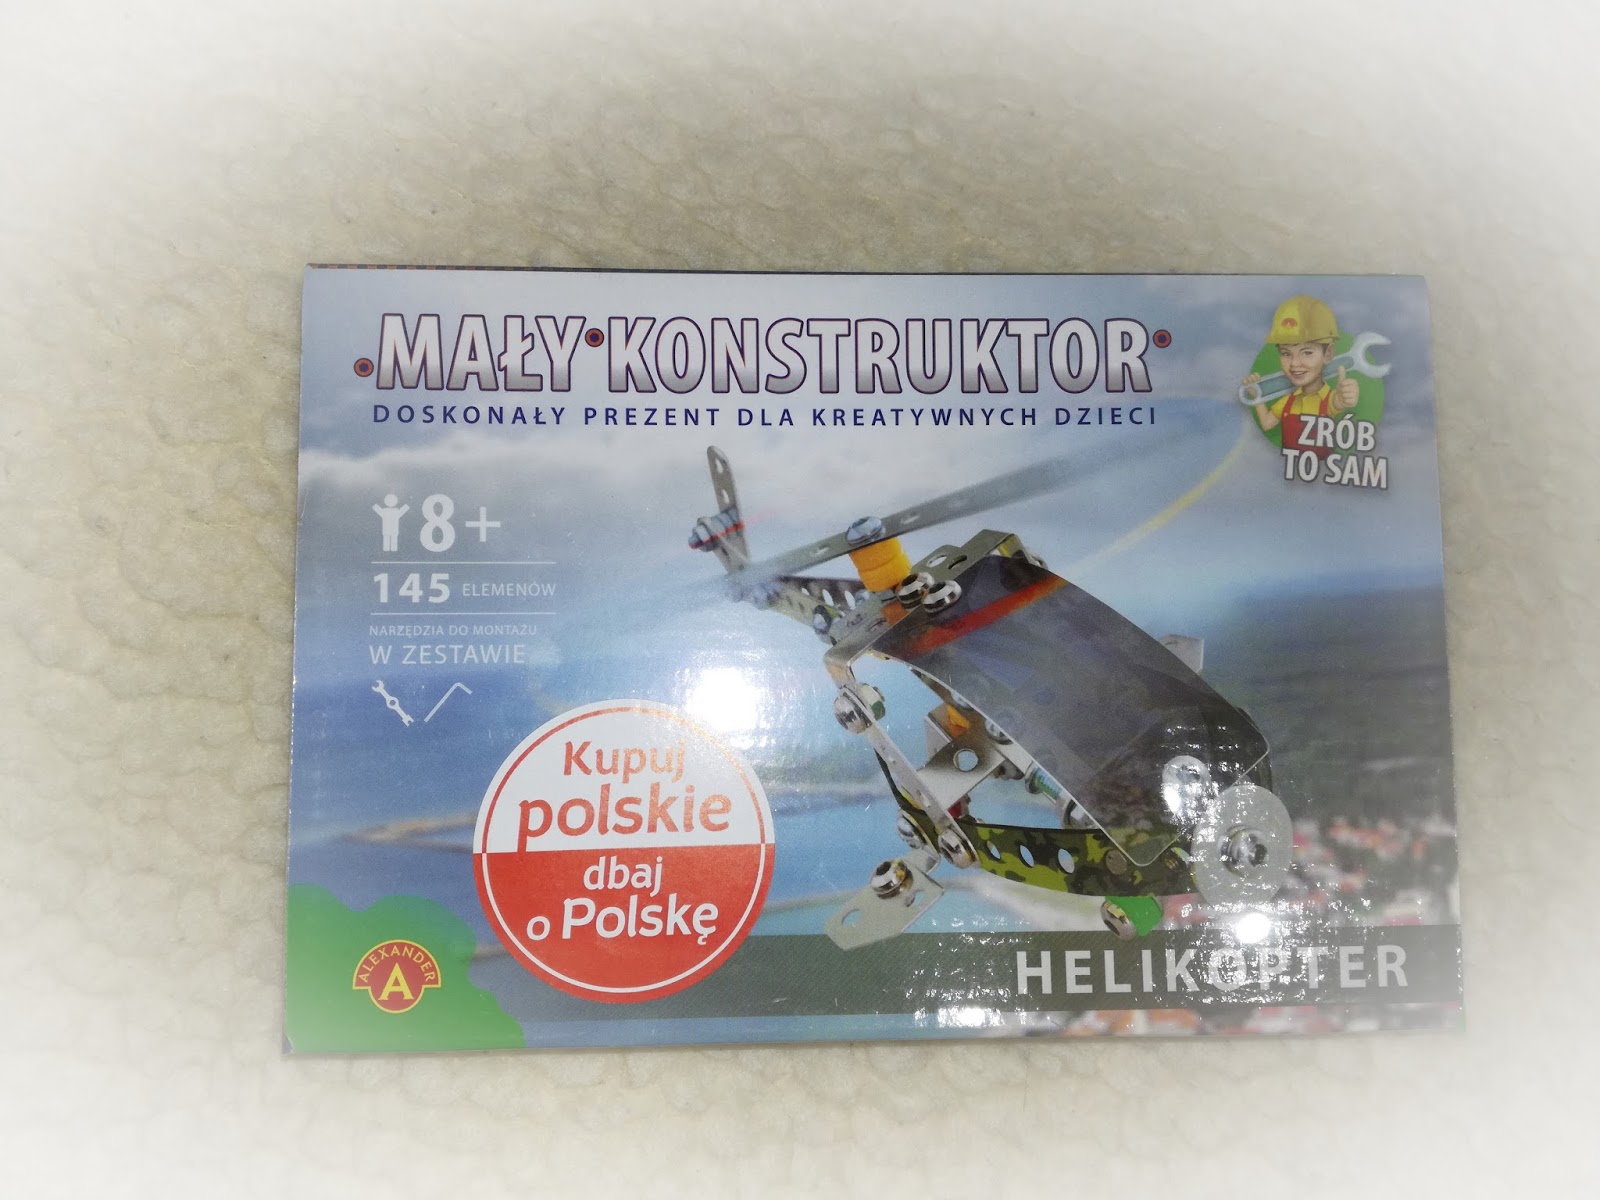 MAŁY KONSTRUKTOR
DOSKONAŁY PREZENT DLA KREATYWNYCH DZIECI
ZRÓB
TO SAM
8+
145 ELEMENÓW
NARZĘDZIA DO MONTAŻU
W ZESTAWIE
Kupuj
polskie
dbaj
o Polskę
ALEXANDER
A
HELIKOPTER